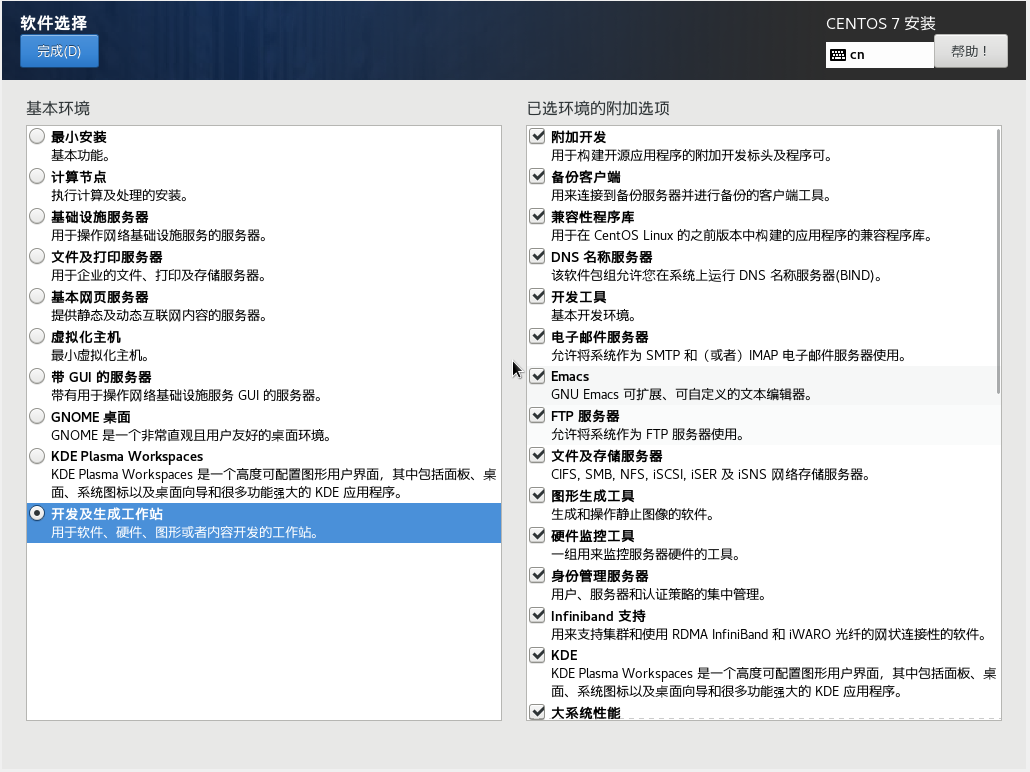 软件选择
CENTOS 7 安装
完成(D)
cn
帮助！
基本环境
最小安装
基本功能。
计算节点
执行计算及处理的安装。
基础设施服务器
用于操作网络基础设施服务的服务器。
文件及打印服务器
用于企业的文件、打印及存储服务器。
基本网页服务器
提供静态及动态互联网内容的服务器。
虚拟化主机
最小虚拟化主机。
带 GUI 的服务器
带有用于操作网络基础设施服务 GUI 的服务器。
GNOME 桌面
GNOME 是一个非常直观且用户友好的桌面环境。
KDE Plasma Workspaces
KDE Plasma Workspaces 是一个高度可配置图形用户界面，其中包括面板、桌
面、系统图标以及桌面向导和很多功能强大的 KDE 应用程序。
开发及生成工作站
用于软件、硬件、图形或者内容开发的工作站。
已选环境的附加选项
附加开发
用于构建开源应用程序的附加开发标头及程序可。
备份客户端
用来连接到备份服务器并进行备份的客户端工具。
兼容性程序库
用于在 CentOS Linux 的之前版本中构建的应用程序的兼容程序库。
DNS 名称服务器
该软件包组允许您在系统上运行 DNS 名称服务器(BIND)。
开发工具
基本开发环境。
电子邮件服务器
允许将系统作为 SMTP 和（或者）IMAP 电子邮件服务器使用。
Emacs
GNU Emacs 可扩展、可自定义的文本编辑器。
FTP 服务器
允许将系统作为 FTP 服务器使用。
文件及存储服务器
CIFS, SMB, NFS, iSCSI, iSER 及 iSNS 网络存储服务器。
图形生成工具
生成和操作静止图像的软件。
硬件监控工具
一组用来监控服务器硬件的工具。
身份管理服务器
用户、服务器和认证策略的集中管理。
Infiniband 支持
用来支持集群和使用 RDMA InfiniBand 和 iWARO 光纤的网状连接性的软件。
KDE
KDE Plasma Workspaces 是一个高度可配置图形用户界面，其中包括面板、桌
面、系统图标以及桌面向导和很多功能强大的 KDE 应用程序。
大系统性能